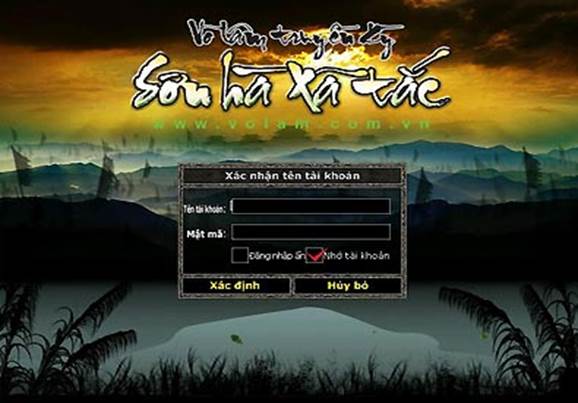 Võ lâm truyền kỳ
Sơn hà Xã tắc
www.volam.com.vn
Xác nhận tên tài khoản
Tên tài khoản:
Mật mã:
Đăng nhập ẩn Nhớ tài khoản
Xác định Hủy bỏ